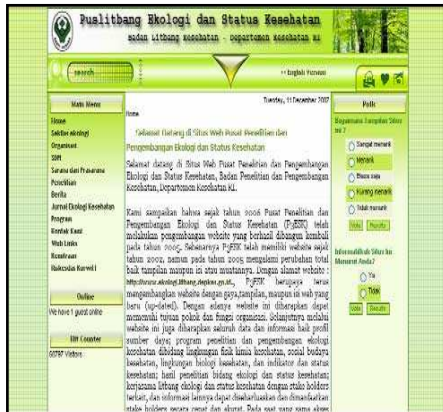 Puslitbang Ekologi dan Status Kesehatan
Badan Litbang Kesehatan - Departemen Kesehatan RI
search
>> English Version
Main Menu
Home
Sekilas ekologi
Organisasi
SDM
Sarana dan Prasarana
Penelitian
Berita
Jurnal Ekologi Kesehatan
Program
Kontak Kami
Web Links
Kemitraan
Rakesdas Korwil I
Online
We have 1 guest online
Hit Counter
Visitors
Tuesday, 11 December 2007
Home
Selamat Datang di Situs Web Pusat Penelitian dan
Pengembangan Ekologi dan Status Kesehatan
Selamat datang di Situs Web Pusat Penelitian dan Pengembangan
Ekologi dan Status Kesehatan, Badan Penelitian dan Pengembangan
Kesehatan, Departemen Kesehatan RI.
Kami sampaikan bahwa sejak tahun 2006 Pusat Penelitian dan
Pengembangan Ekologi dan Status Kesehatan (P3ESK) telah
melakukan pengembangan website yang berhasil dibangun kembali
pada tahun 2005. Sebenarnya P3ESK telah memiliki website sejak
tahun 2002, namun pada tahun 2005 mengalami perubahan total
baik tampilan maupun isi atau muatannya. Dengan alamat website :
http://www.ekologi.litbang.depkes.go.id., P3ESK berupaya terus
mengembangkan website dengan gaya,tampilan, maupun isi web yang
baru (up-dated). Dengan adanya website ini diharapkan dapat
memenuhi tujuan pokok dan fungsi organisasi. Selanjutnya melalui
website ini juga diharapkan seluruh data dan informasi baik profil
sumber daya; program penelitian dan pengembangan ekologi
kesehatan dibidang lingkungan fisik kimia kesehatan, sosial budaya
kesehatan, lingkungan biologi kesehatan, dan indikator dan status
kesehatan; hasil penelitian bidang ekologi dan status kesehatan;
kerjasama litbang ekologi dan status kesehatan dengan stake holders
terkait, dan informasi lainnya dapat disebarluaskan dan dimanfaatkan
stake holders secara cepat dan akurat. Pada saat yang sama akses
Polls
Bagaimana Tampilan Situs
Ini ?
Sangat menarik
Menarik
Biasa saja
Kurang menarik
Tidak menarik
Vote Results
Informatifkah Situs ini
Menurut Anda?
Ya
Tidak
Vote Results